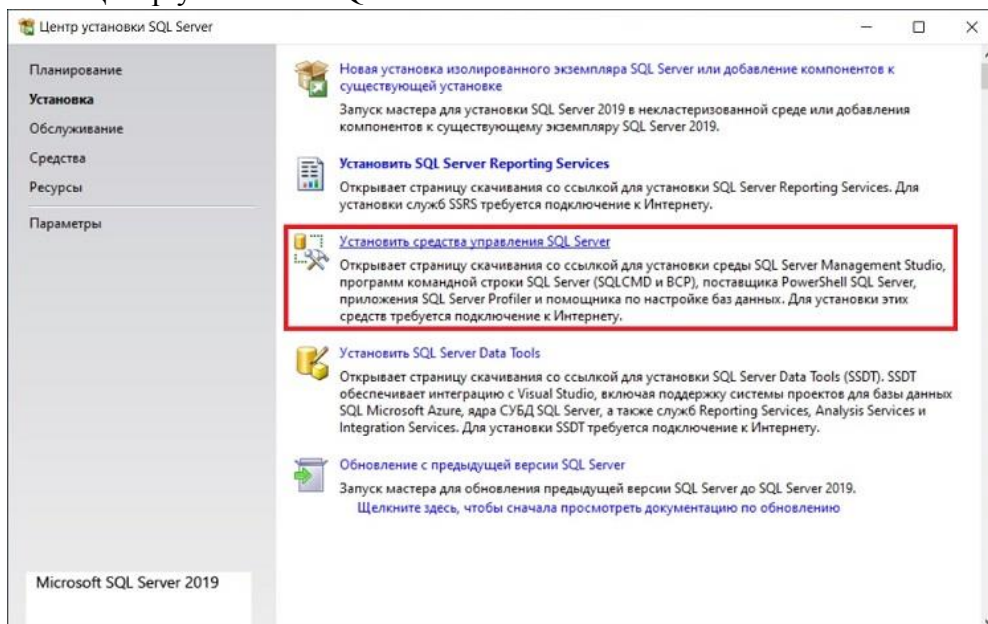 Центр установки SQL Server
Планирование
Установка
Обслуживание
Средства
Ресурсы
Параметры
Новая установка изолированного экземпляра SQL Server или добавление компонентов к
существующей установке
Запуск мастера для установки SQL Server 2019 в некластеризованной среде или добавления
компонентов к существующему экземпляру SQL Server 2019.
Установить SQL Server Reporting Services
Открывает страницу скачивания со ссылкой для установки SQL Server Reporting Services. Для
установки служб SSRS требуется подключение к Интернету.
Установить средства управления SQL Server
Открывает страницу скачивания со ссылкой для установки среды SQL Server Management Studio,
программ командной строки SQL Server (SQLCMD и BCP), поставщика PowerShell SQL Server,
приложения SQL Server Profiler и помощника по настройке баз данных. Для установки этих
средств требуется подключение к Интернету.
Установить SQL Server Data Tools
Открывает страницу скачивания со ссылкой для установки SQL Server Data Tools (SSDT). SSDT
обеспечивает интеграцию с Visual Studio, включая поддержку системы проектов для базы данных
SQL Microsoft Azure, ядра СУБД SQL Server, а также служб Reporting Services, Analysis Services и
Integration Services. Для установки SSDT требуется подключение к Интернету.
Обновление с предыдущей версии SQL Server
Запуск мастера для обновления предыдущей версии SQL Server до SQL Server 2019.
Щелкните здесь, чтобы сначала просмотреть документацию по обновлению
Microsoft SQL Server 2019